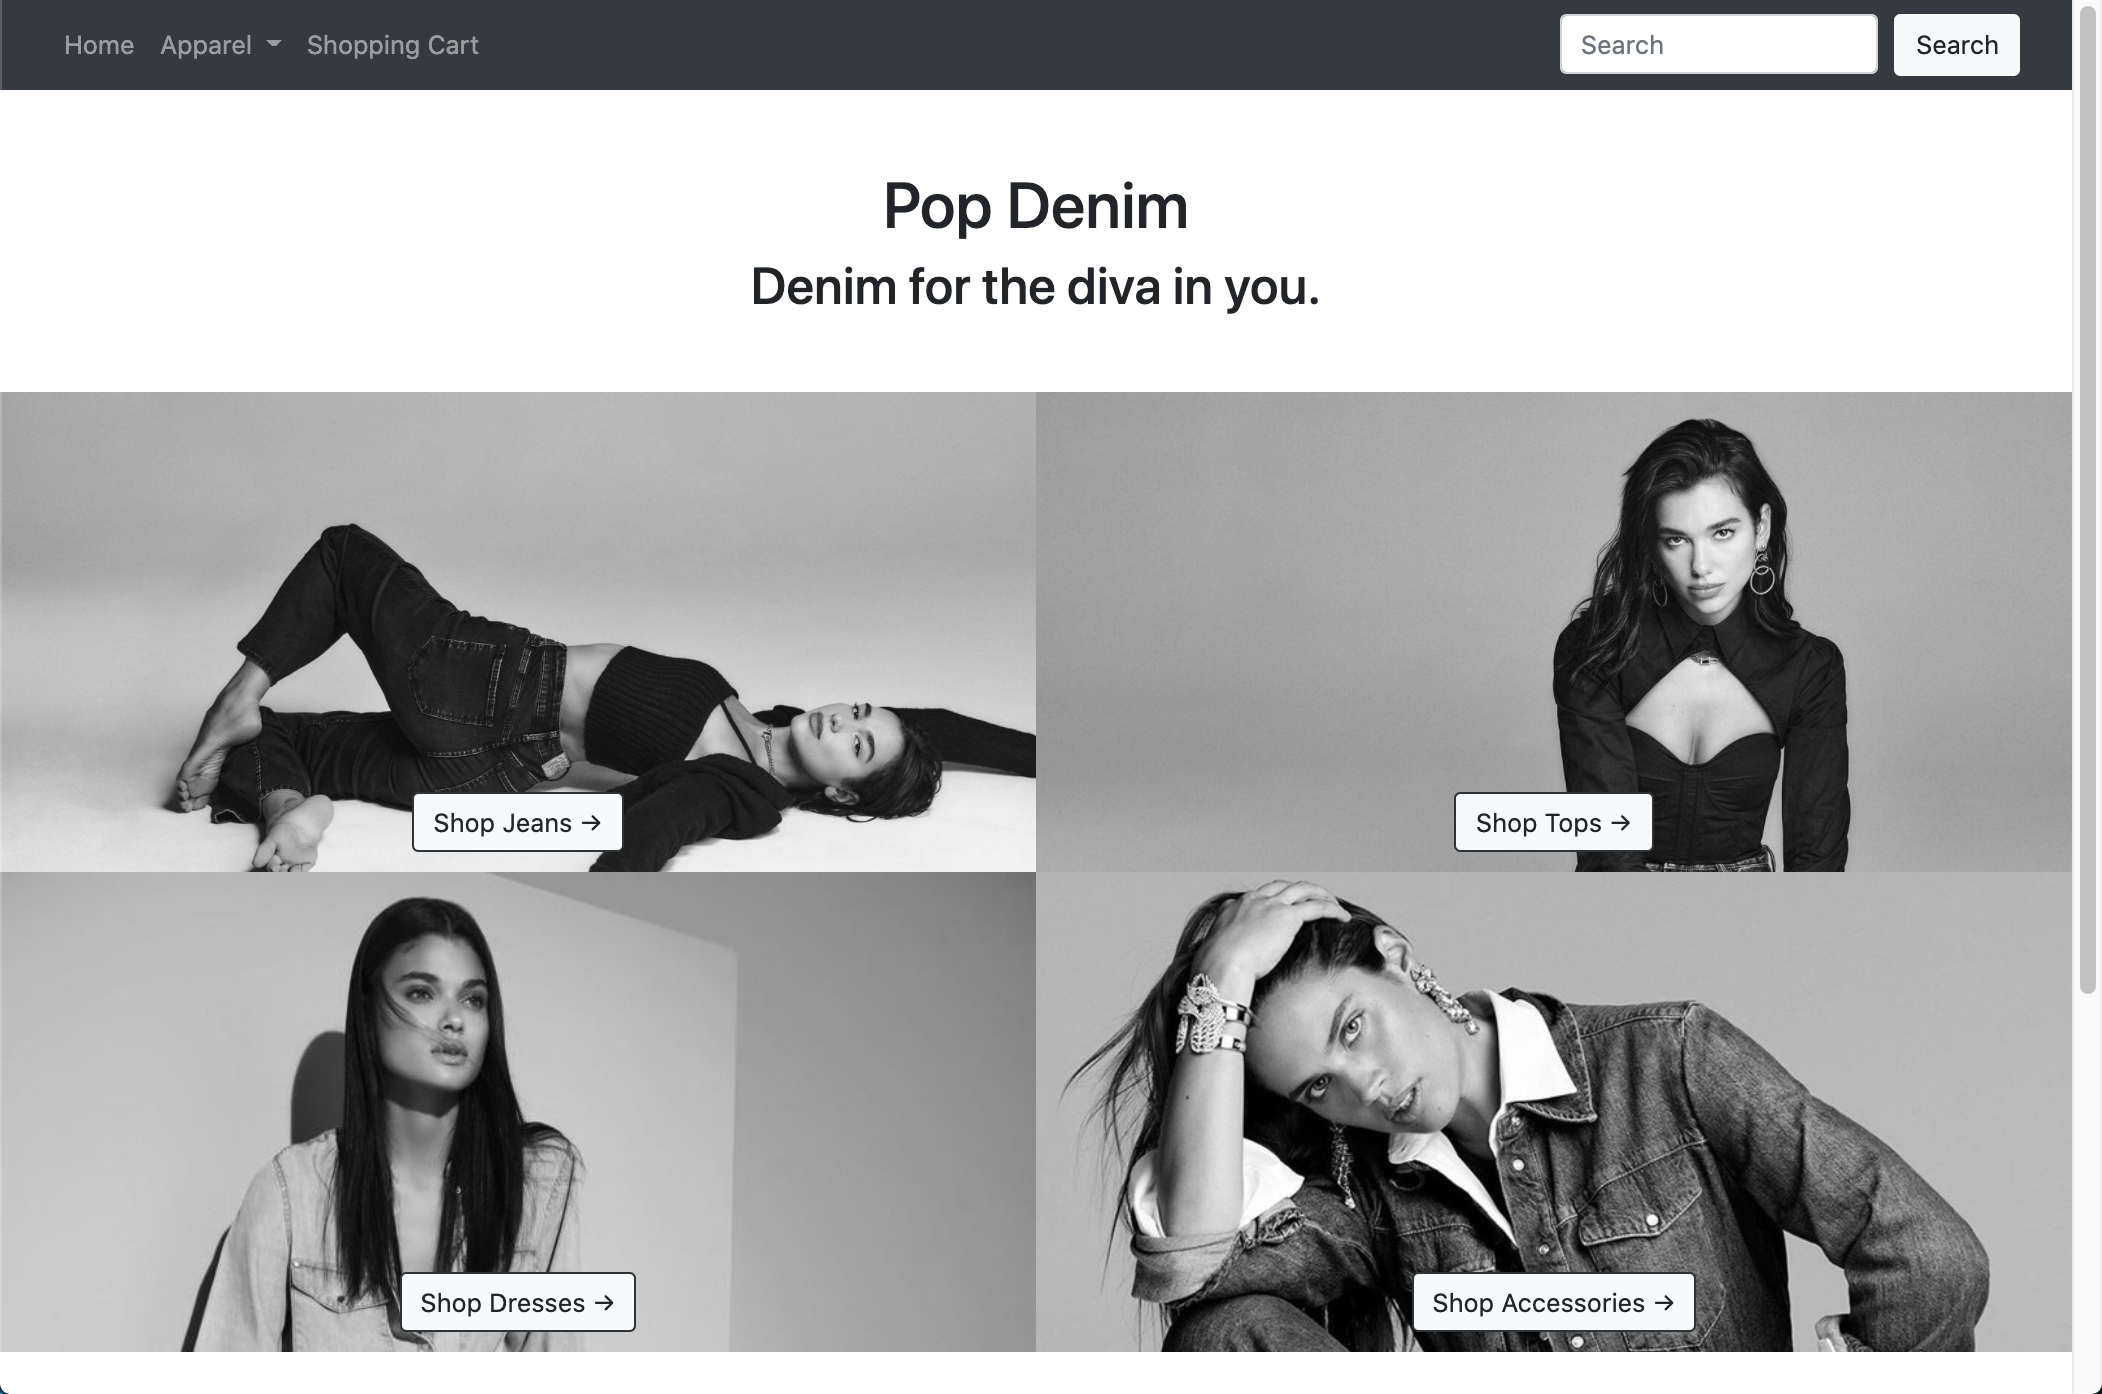 Home Apparel Shopping Cart Search Search
Pop Denim
Denim for the diva in you.
Shop Jeans →
Shop Tops →
Shop Dresses →
Shop Accessories →